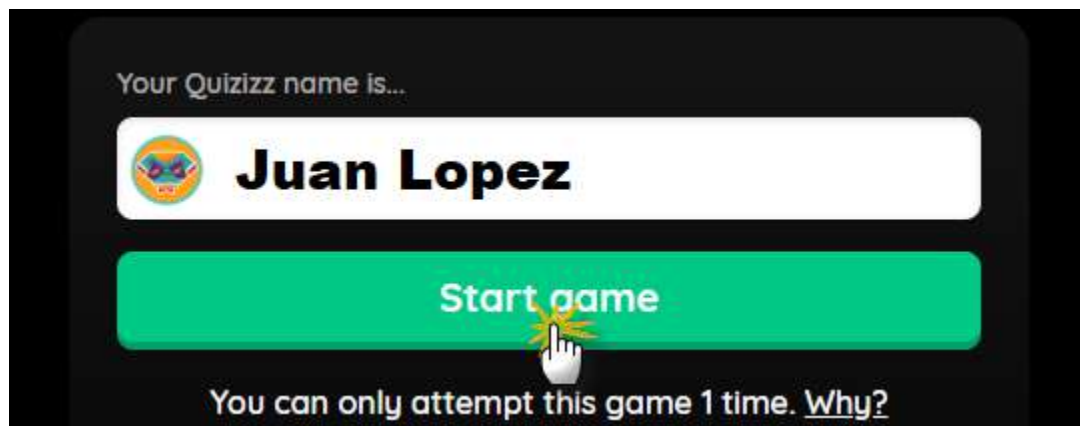 Your Quizizz name is...
Juan Lopez
Start game
You can only attempt this game 1 time. Why?